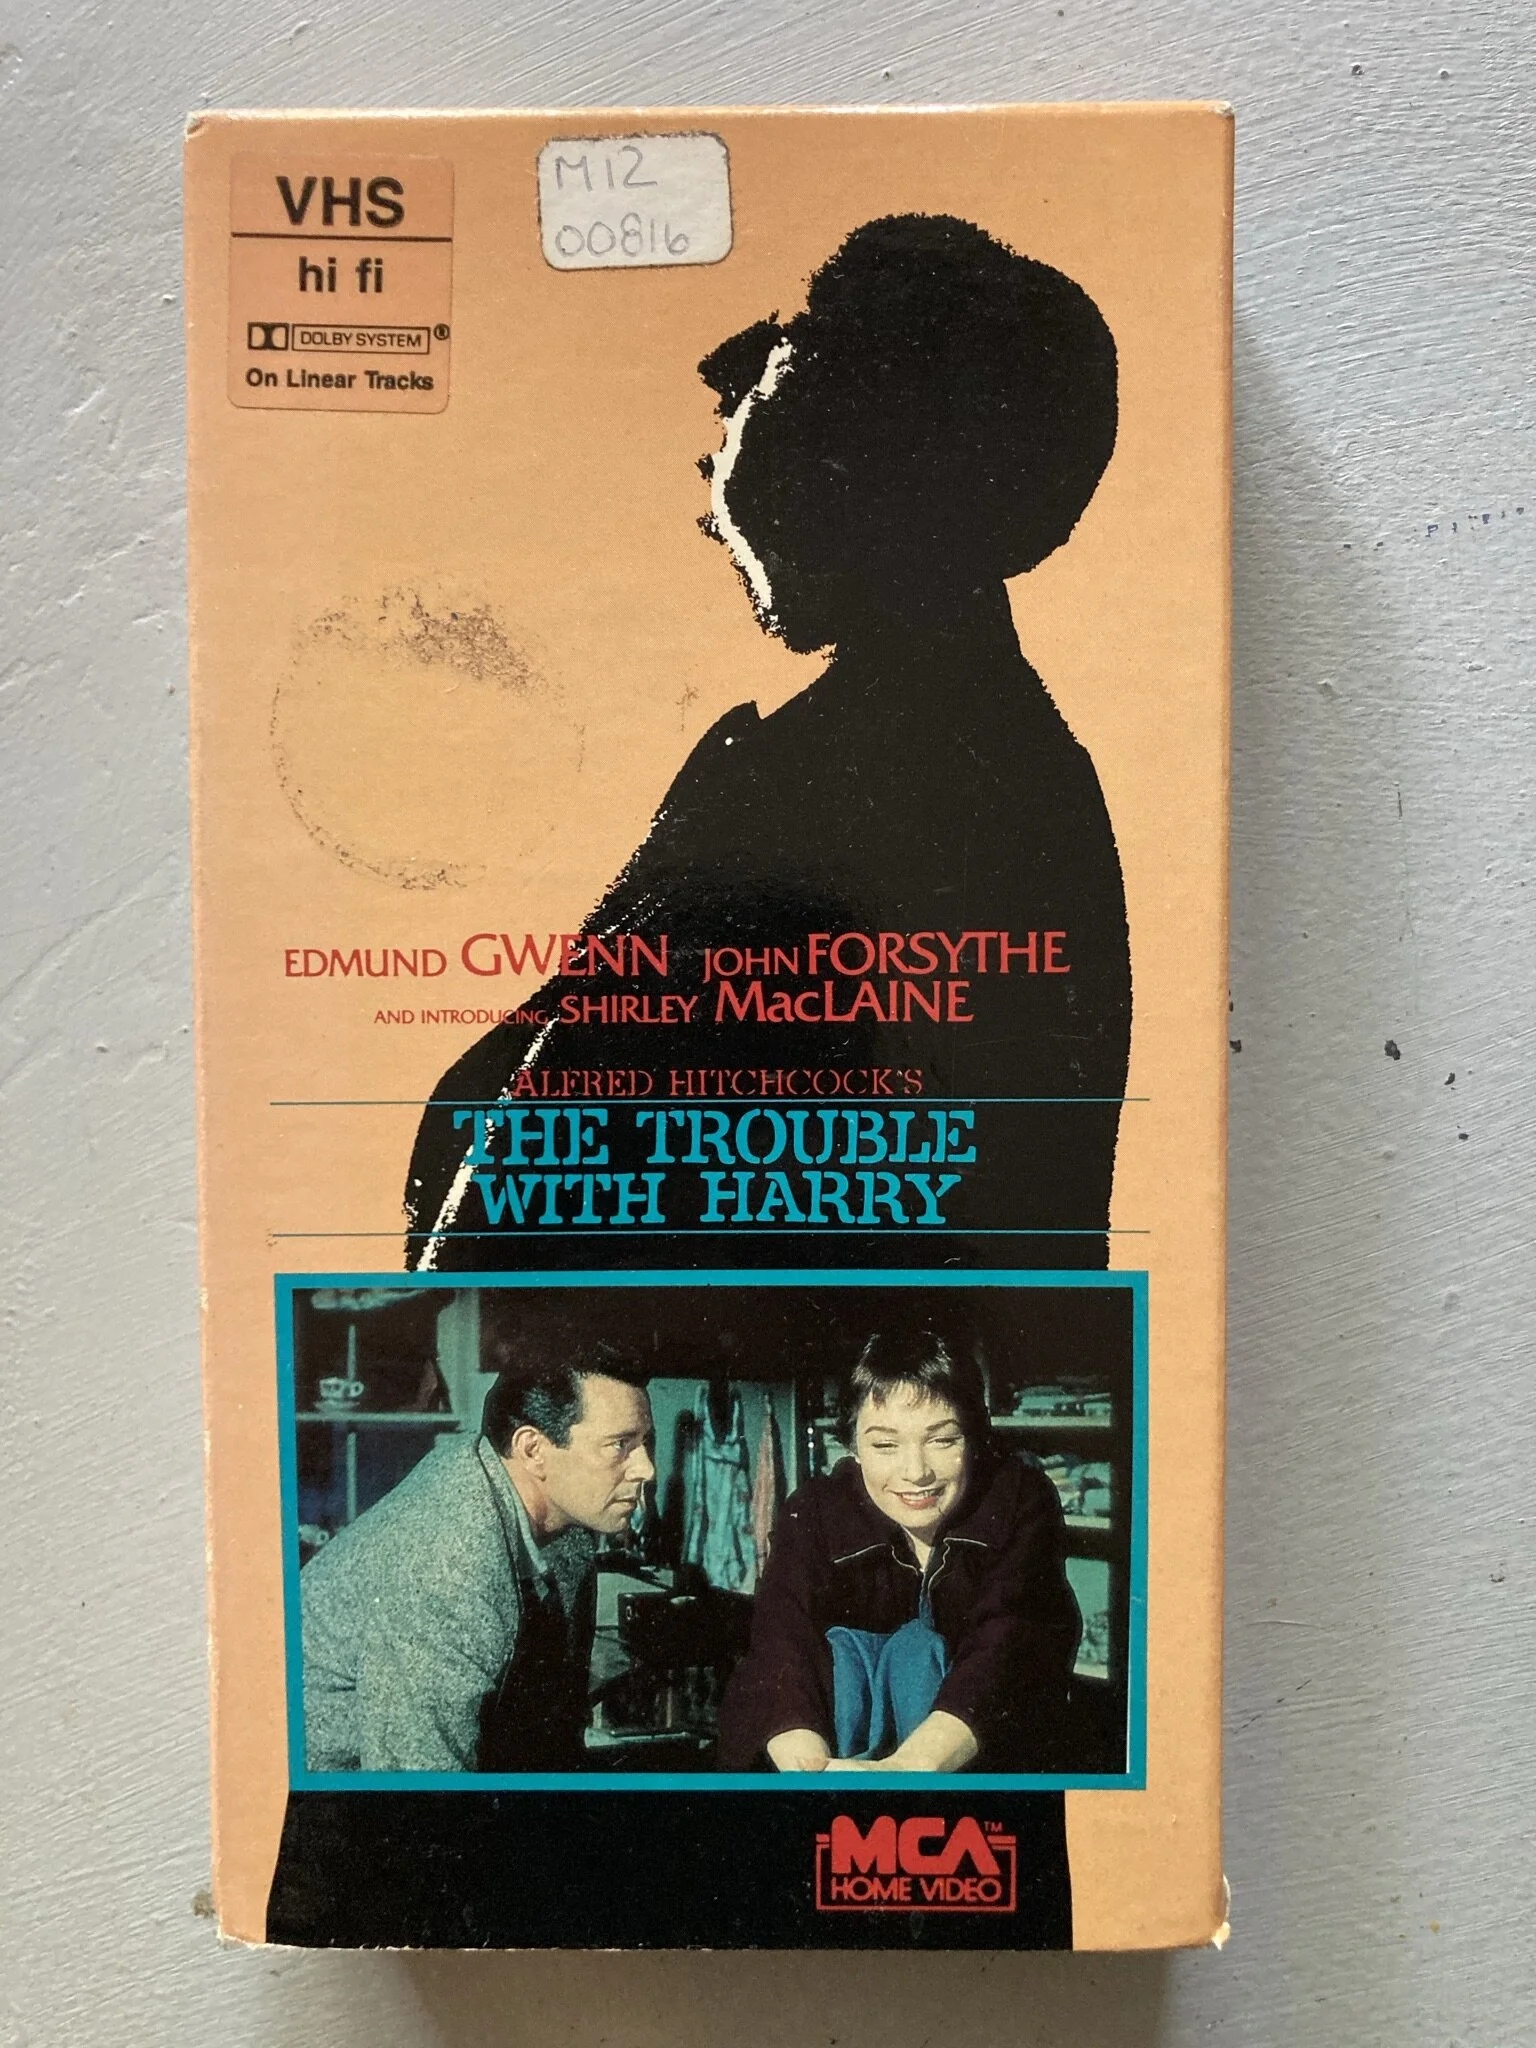 VHS
hi fi
DOLBY SYSTEM®
On Linear Tracks
M12
00816
EDMUND GWENN JOHN FORSYTHE
AND INTRODUCING SHIRLEY MacLAINE
ALFRED HITCHCOCK'S
THE TROUBLE
WITH HARRY
MCA™
HOME VIDEO